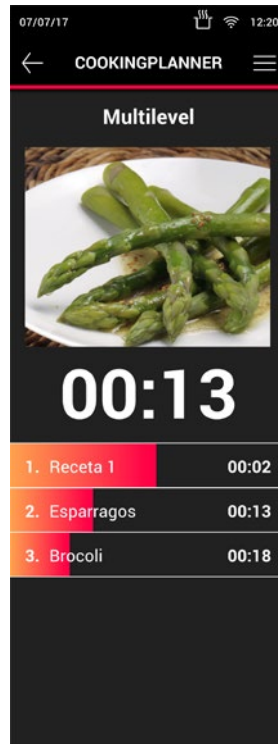 07/07/17 12:20
COOKINGPLANNER
Multilevel
00:13
1. Receta 1 00:02
2. Esparragos 00:13
3. Brocoli 00:18